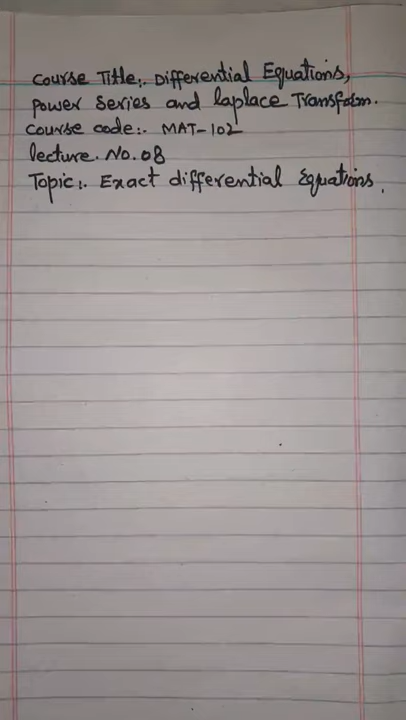 Course Title:. Differential Equations,
Power Series and Laplace Transform.
Course code:. MAT-102
lecture. No. 08
Topic:. Exact differential Equations.